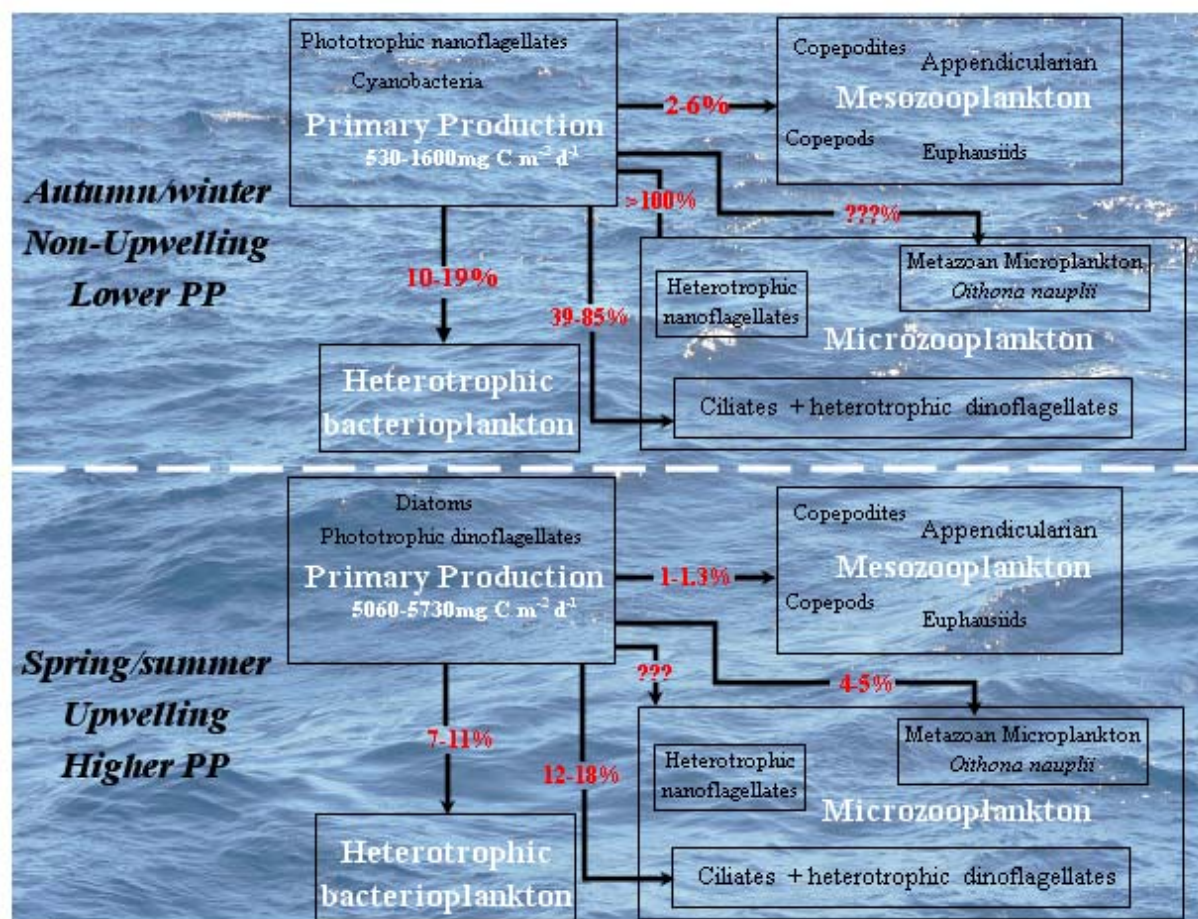 Phototrophic nanoflagellates
Cyanobacteria
Primary Production
530-1600mg C m⁻² d⁻¹
2-6%
Copepodites
Appendicularian
Mesozooplankton
Copepods
Euphausiids
Autumn/winter
Non-Upwelling
Lower PP
>100%
???%
10-19%
39-85%
Heterotrophic
bacterioplankton
Heterotrophic
nanoflagellates
Metazoan Microplankton
Oithona nauplii
Microzooplankton
Ciliates + heterotrophic dinoflagellates
Diatoms
Phototrophic dinoflagellates
Primary Production
5060-5730mg C m⁻² d⁻¹
1-1.3%
Copepodites
Appendicularian
Mesozooplankton
Copepods
Euphausiids
Spring/summer
Upwelling
Higher PP
???
4-5%
7-11%
12-18%
Heterotrophic
bacterioplankton
Heterotrophic
nanoflagellates
Metazoan Microplankton
Oithona nauplii
Microzooplankton
Ciliates + heterotrophic dinoflagellates